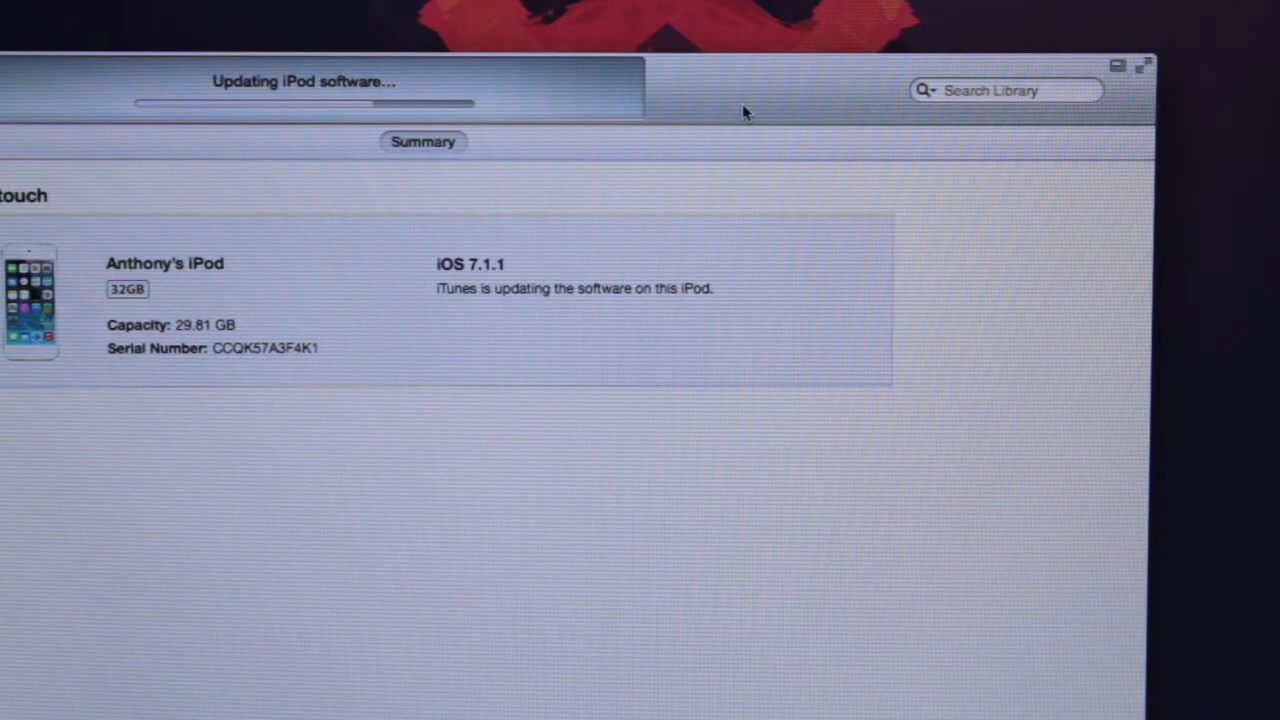 Updating iPod software...
Search Library
Summary
touch
Anthony's iPod
32GB
Capacity: 29.81 GB
Serial Number: CCQK57A3F4K1
iOS 7.1.1
iTunes is updating the software on this iPod.